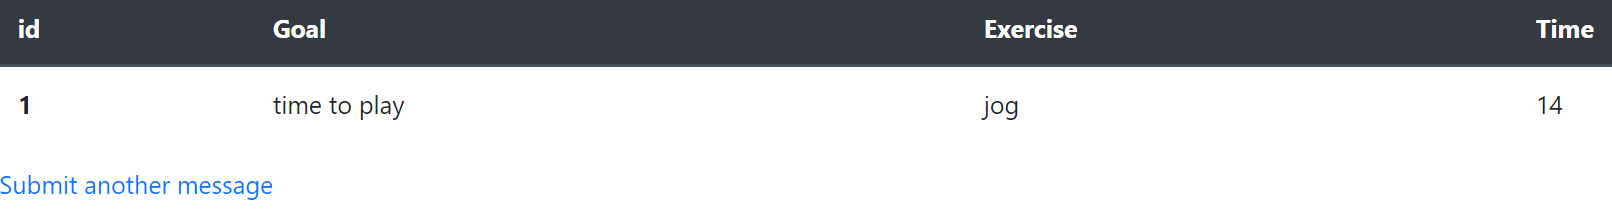 id Goal Exercise Time
1 time to play jog 14
Submit another message